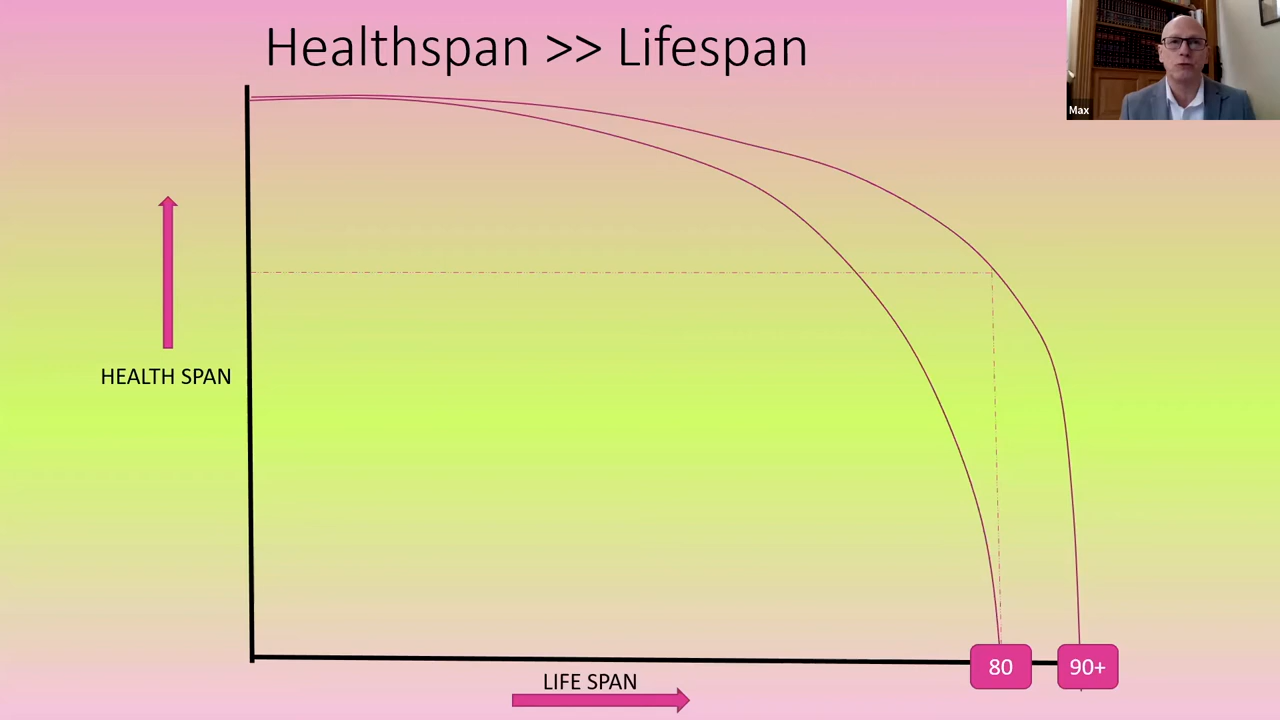 Healthspan >> Lifespan
Max
HEALTH SPAN
80
90+
LIFE SPAN